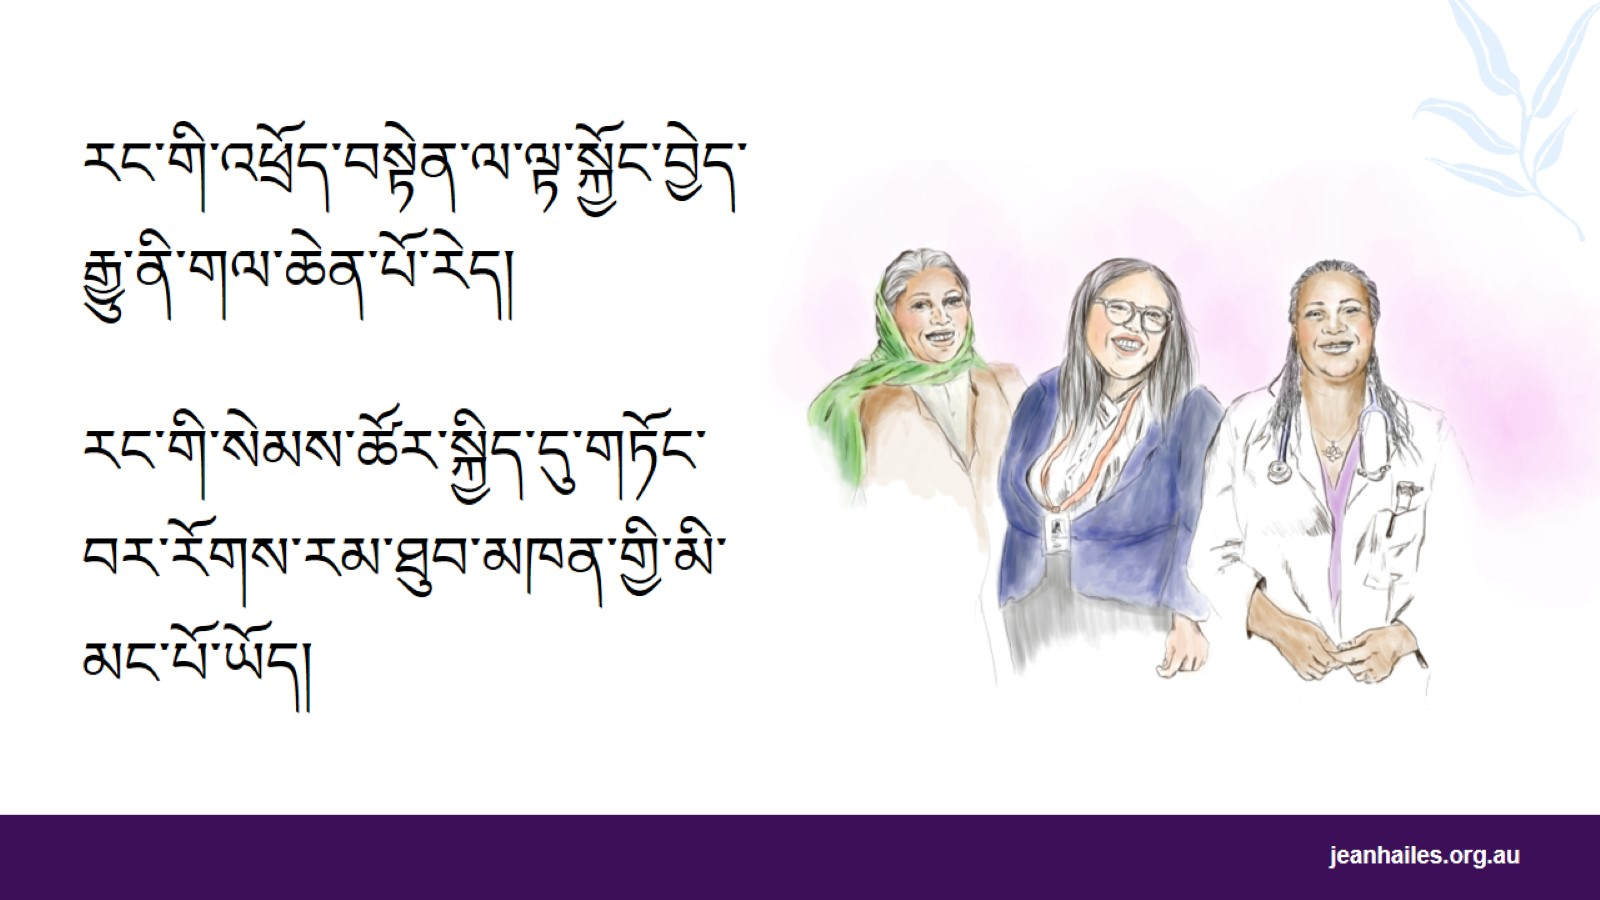 རང་གི་འཕྲོད་བསྟེན་ལ་ལྟ་སྐྱོང་བྱེད་
རྒྱུ་ནི་གལ་ཆེན་པོ་རེད།
རང་གི་སེམས་ཚོར་སྐྱིད་དུ་གཏོང་
བར་རོགས་རམ་ཐུབ་མཁན་གྱི་མི་
མང་པོ་ཡོད།
jeanhailes.org.au